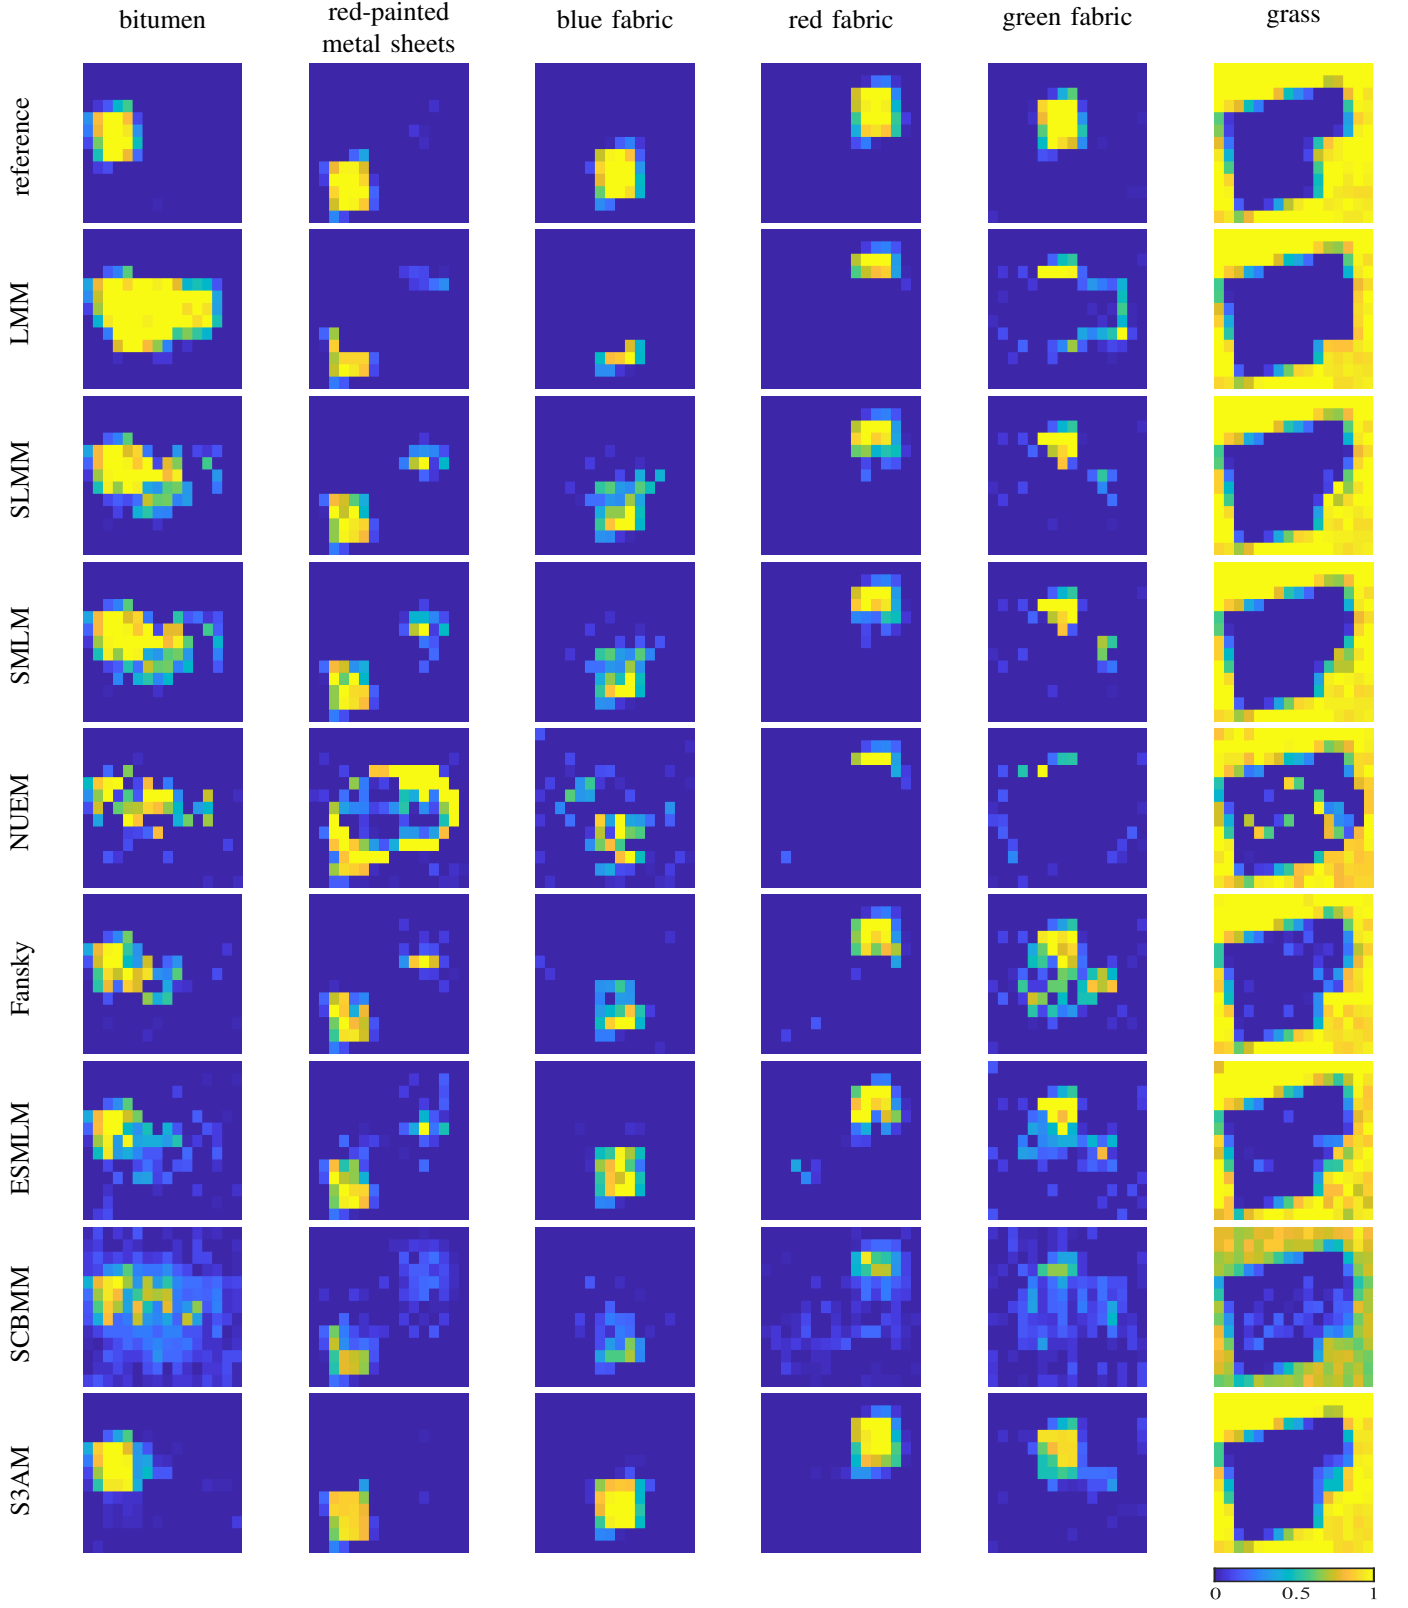 bitumen
red-painted
metal sheets
blue fabric
red fabric
green fabric
grass
reference
LMM
SLMM
SMLM
NUEM
Fansky
ESMLM
SCBMM
S3AM
0 0.5 1